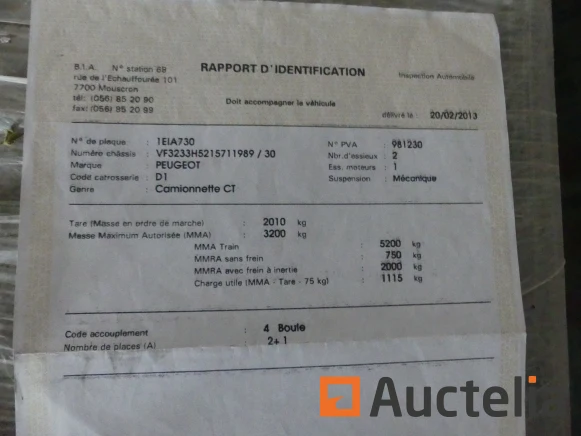 B.I.A. N° station 69
rue de l'Echauffourée 101
7700 Mouscron
tél: (056) 85 20 90
fax: (056) 85 20 99
RAPPORT D'IDENTIFICATION
Doit accompagner le véhicule
Inspection Automobile
délivré le : 20/02/2013
N° de plaque : 1EIA730
Numéro châssis : VF3233H5215711989 / 30
Marque : PEUGEOT
Code carrosserie : D1
Genre : Camionnette CT
N° PVA : 981230
Nbr.d'essieux : 2
Ess. moteurs : 1
Suspension : Mécanique
Tare (Masse en ordre de marche) : 2010 kg
Masse Maximum Autorisée (MMA) : 3200 kg
MMA Train : 5200 kg
MMRA sans frein : 750 kg
MMRA avec frein à inertie : 2000 kg
Charge utile (MMA - Tare - 75 kg) : 1115 kg
Code accouplement : 4 Boule
Nombre de places (A) : 2+1
Auctelia